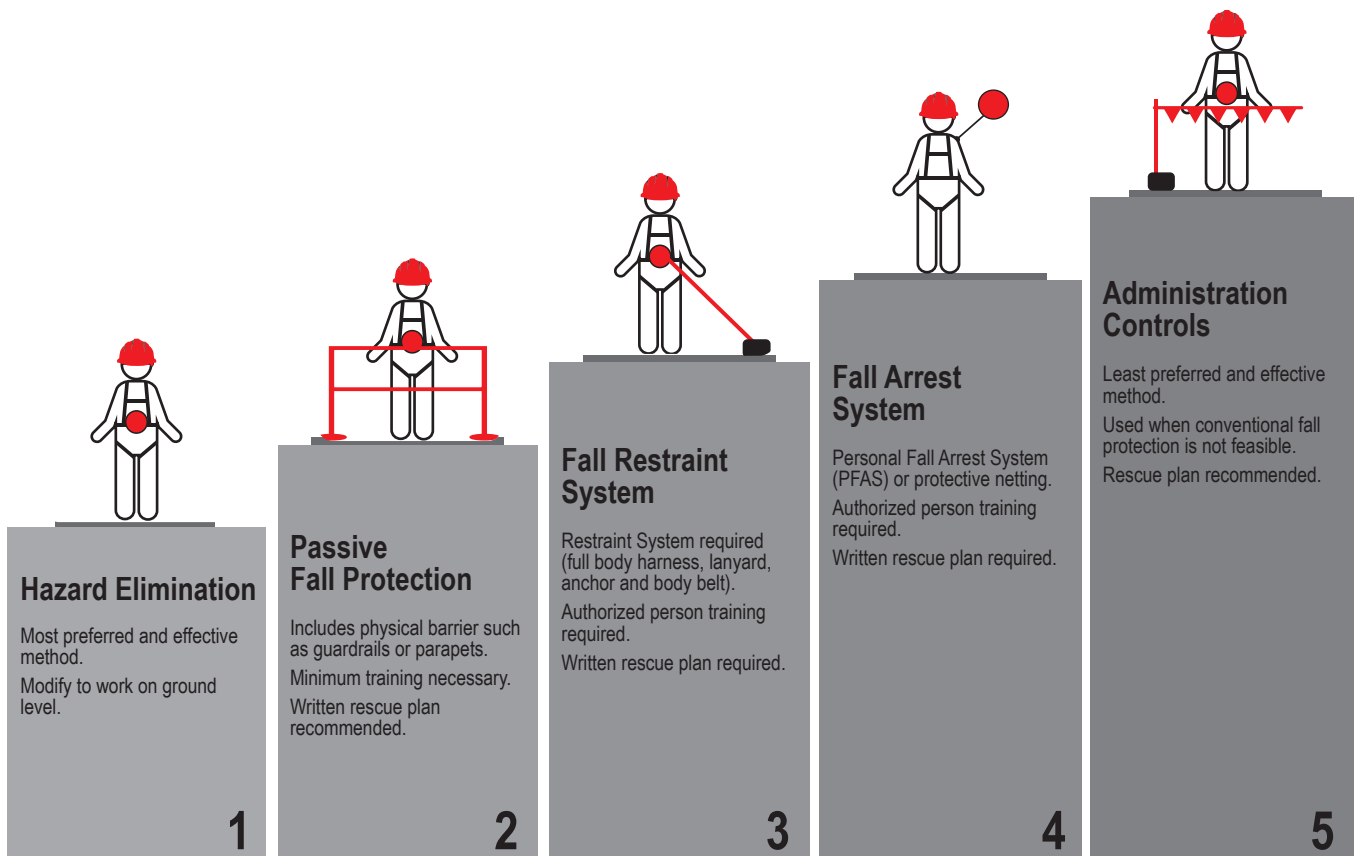 Hazard Elimination
Most preferred and effective
method.
Modify to work on ground
level.
1
Passive
Fall Protection
Includes physical barrier such
as guardrails or parapets.
Minimum training necessary.
Written rescue plan
recommended.
2
Fall Restraint
System
Restraint System required
(full body harness, lanyard,
anchor and body belt).
Authorized person training
required.
Written rescue plan required.
3
Fall Arrest
System
Personal Fall Arrest System
(PFAS) or protective netting.
Authorized person training
required.
Written rescue plan required.
4
Administration
Controls
Least preferred and effective
method.
Used when conventional fall
protection is not feasible.
Rescue plan recommended.
5